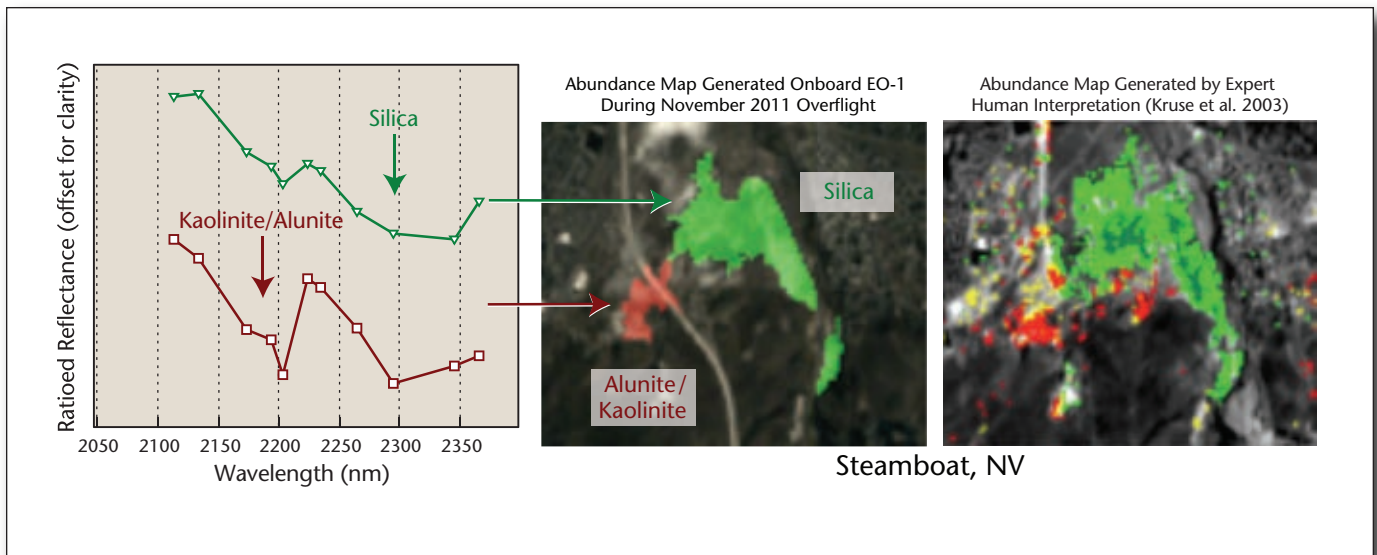 Ratioed Reflectance (offset for clarity)
Silica
Kaolinite/Alunite
2050 2100 2150 2200 2250 2300 2350
Wavelength (nm)
Abundance Map Generated Onboard EO-1
During November 2011 Overflight
Silica
Alunite/
Kaolinite
Abundance Map Generated by Expert
Human Interpretation (Kruse et al. 2003)
Steamboat, NV